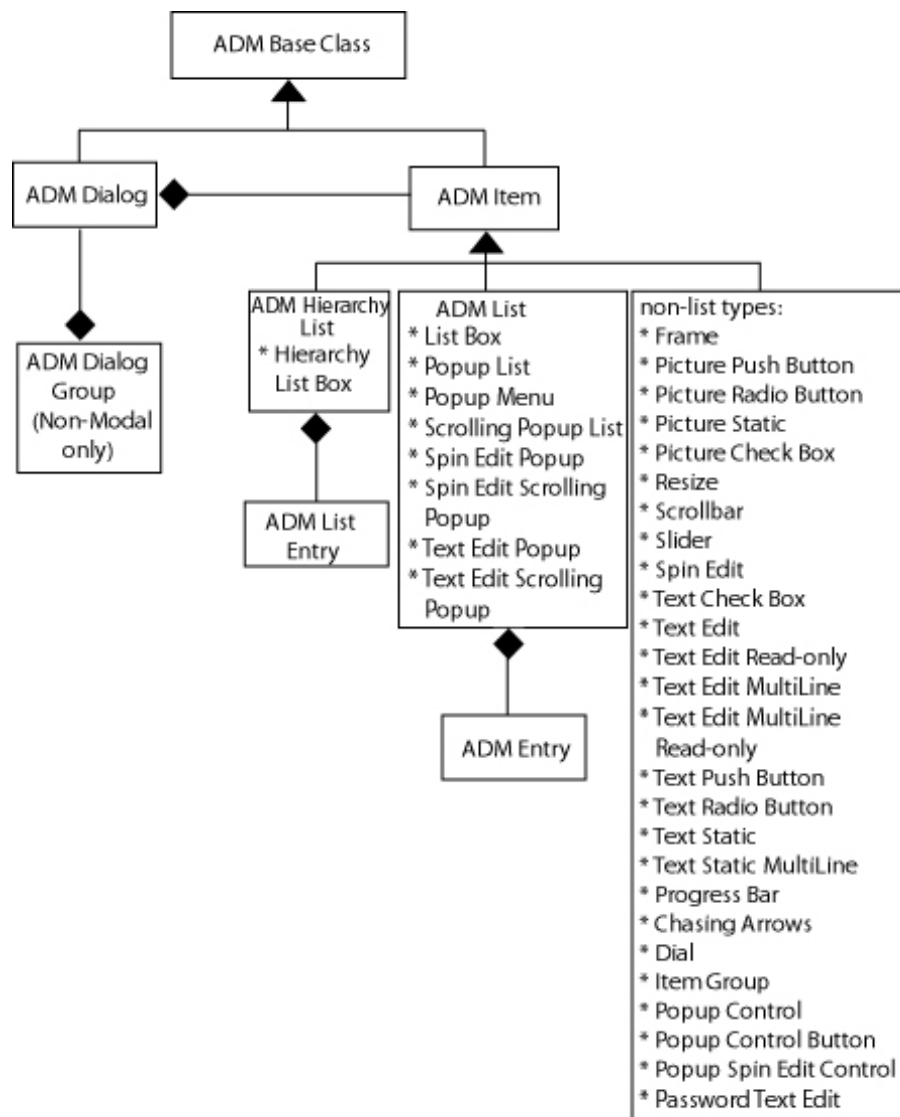 ADM Base Class
ADM Dialog
ADM Item
ADM Dialog
Group
(Non-Modal
only)
ADM Hierarchy
List
* Hierarchy
List Box
ADM List
Entry
ADM List
* List Box
* Popup List
* Popup Menu
* Scrolling Popup List
* Spin Edit Popup
* Spin Edit Scrolling
Popup
* Text Edit Popup
* Text Edit Scrolling
Popup
ADM Entry
non-list types:
* Frame
* Picture Push Button
* Picture Radio Button
* Picture Static
* Picture Check Box
* Resize
* Scrollbar
* Slider
* Spin Edit
* Text Check Box
* Text Edit
* Text Edit Read-only
* Text Edit MultiLine
* Text Edit MultiLine
Read-only
* Text Push Button
* Text Radio Button
* Text Static
* Text Static MultiLine
* Progress Bar
* Chasing Arrows
* Dial
* Item Group
* Popup Control
* Popup Control Button
* Popup Spin Edit Control
* Password Text Edit